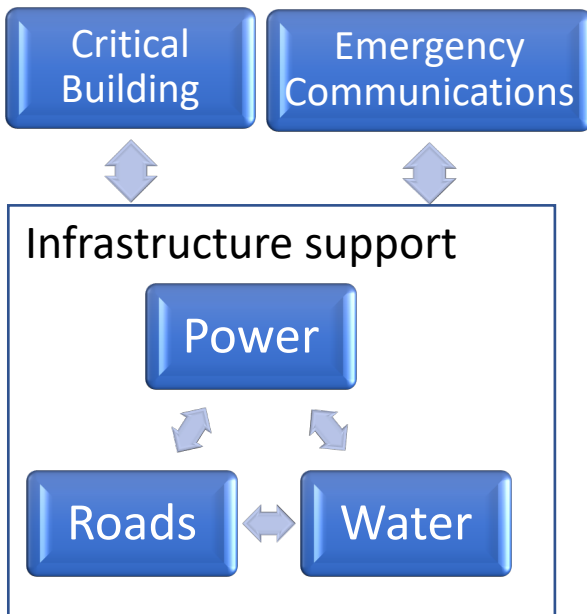 Critical
Building
Emergency
Communications
Infrastructure support
Power
Roads
Water